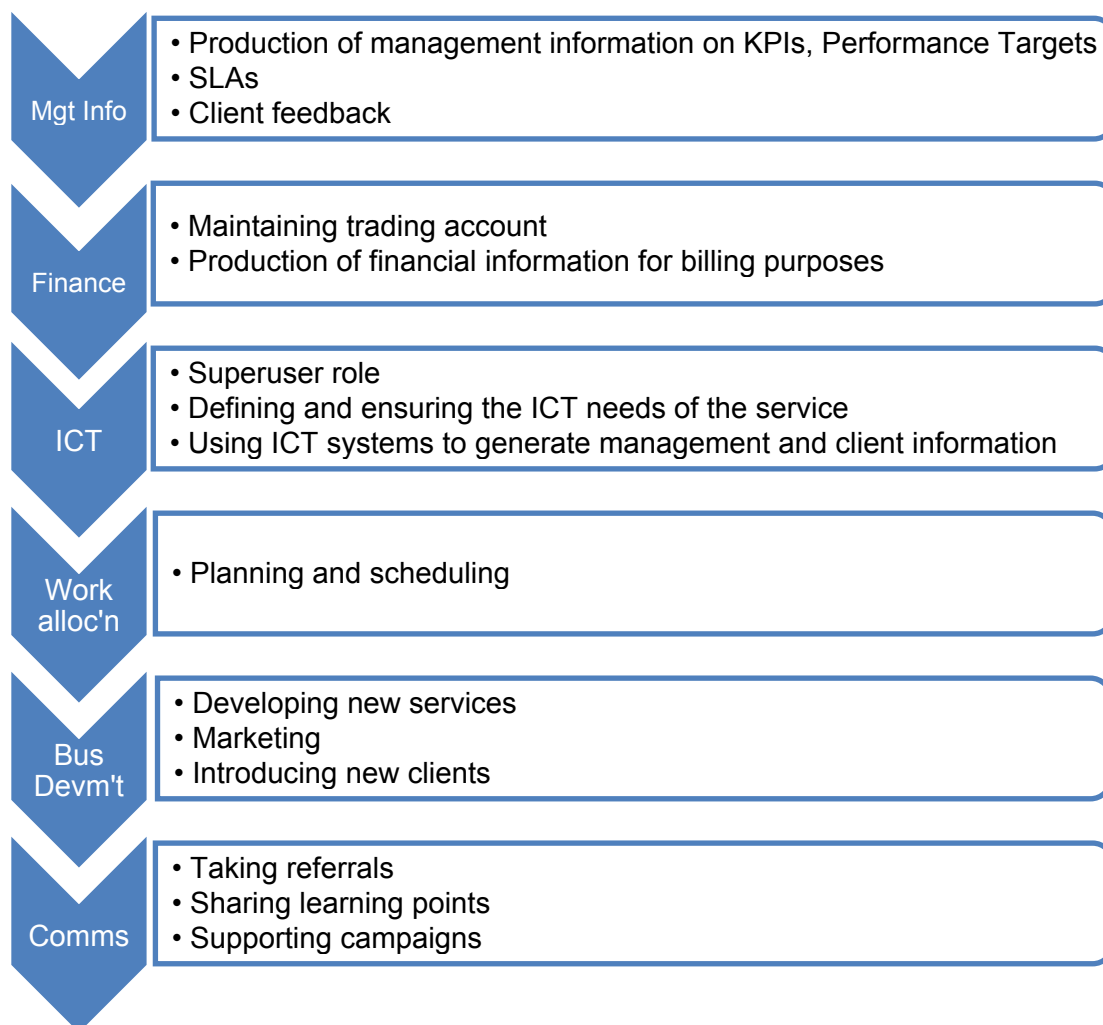 Mgt Info
• Production of management information on KPIs, Performance Targets
• SLAs
• Client feedback
Finance
• Maintaining trading account
• Production of financial information for billing purposes
ICT
• Superuser role
• Defining and ensuring the ICT needs of the service
• Using ICT systems to generate management and client information
Work
alloc'n
• Planning and scheduling
Bus
Devm't
• Developing new services
• Marketing
• Introducing new clients
Comms
• Taking referrals
• Sharing learning points
• Supporting campaigns